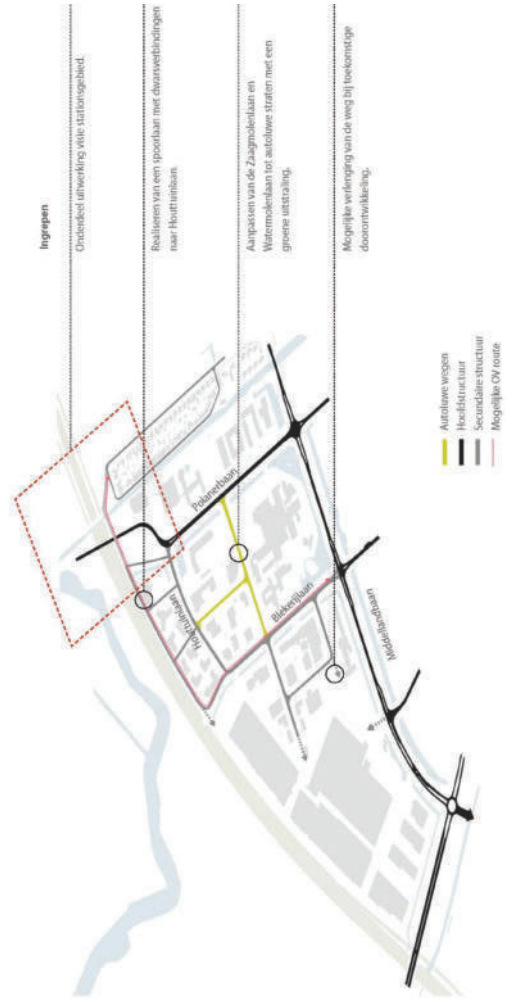 Ingrepen
Onderdeel uitwerking visie stationsgebied.
Realiseren van een spoorlaan met dwarsverbindingen
naar Houttuinlaan.
Aanpassen van de Zaagmolenlaan en
Watermolenlaan tot autoluwe straten met een
groene uitstraling.
Mogelijke verlenging van de weg bij toekomstige
doorontwikkeling.
Polanerbaan
Houttuinlaan
Blekerijlaan
Middellandbaan
Autoluwe wegen
Hoofdstructuur
Secundaire structuur
Mogelijke OV route